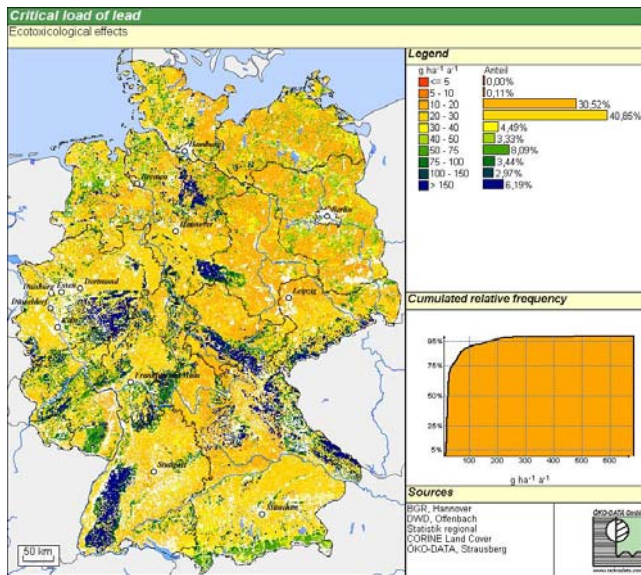 Critical load of lead
Ecotoxicological effects
Legend
g ha⁻¹ a⁻¹ Anteil
<= 5 0,00%
5 - 10 0,11%
10 - 20 30,52%
20 - 30 40,85%
30 - 40 4,49%
40 - 50 3,33%
50 - 75 8,09%
75 - 100 3,44%
100 - 150 2,97%
> 150 6,19%
Hamburg
Bremen
Berlin
Hannover
Duisburg Essen Dortmund
Düsseldorf
Köln
Leipzig
Frankfurt am Main
Stuttgart
München
50 km
Cumulated relative frequency
95%
75%
50%
25%
5%
100 200 300 400 500 600
g ha⁻¹ a⁻¹
Sources
BGR, Hannover
DWD, Offenbach
Statistik regional
CORINE Land Cover
ÖKO-DATA, Strausberg
ÖKO-DATA GmbH